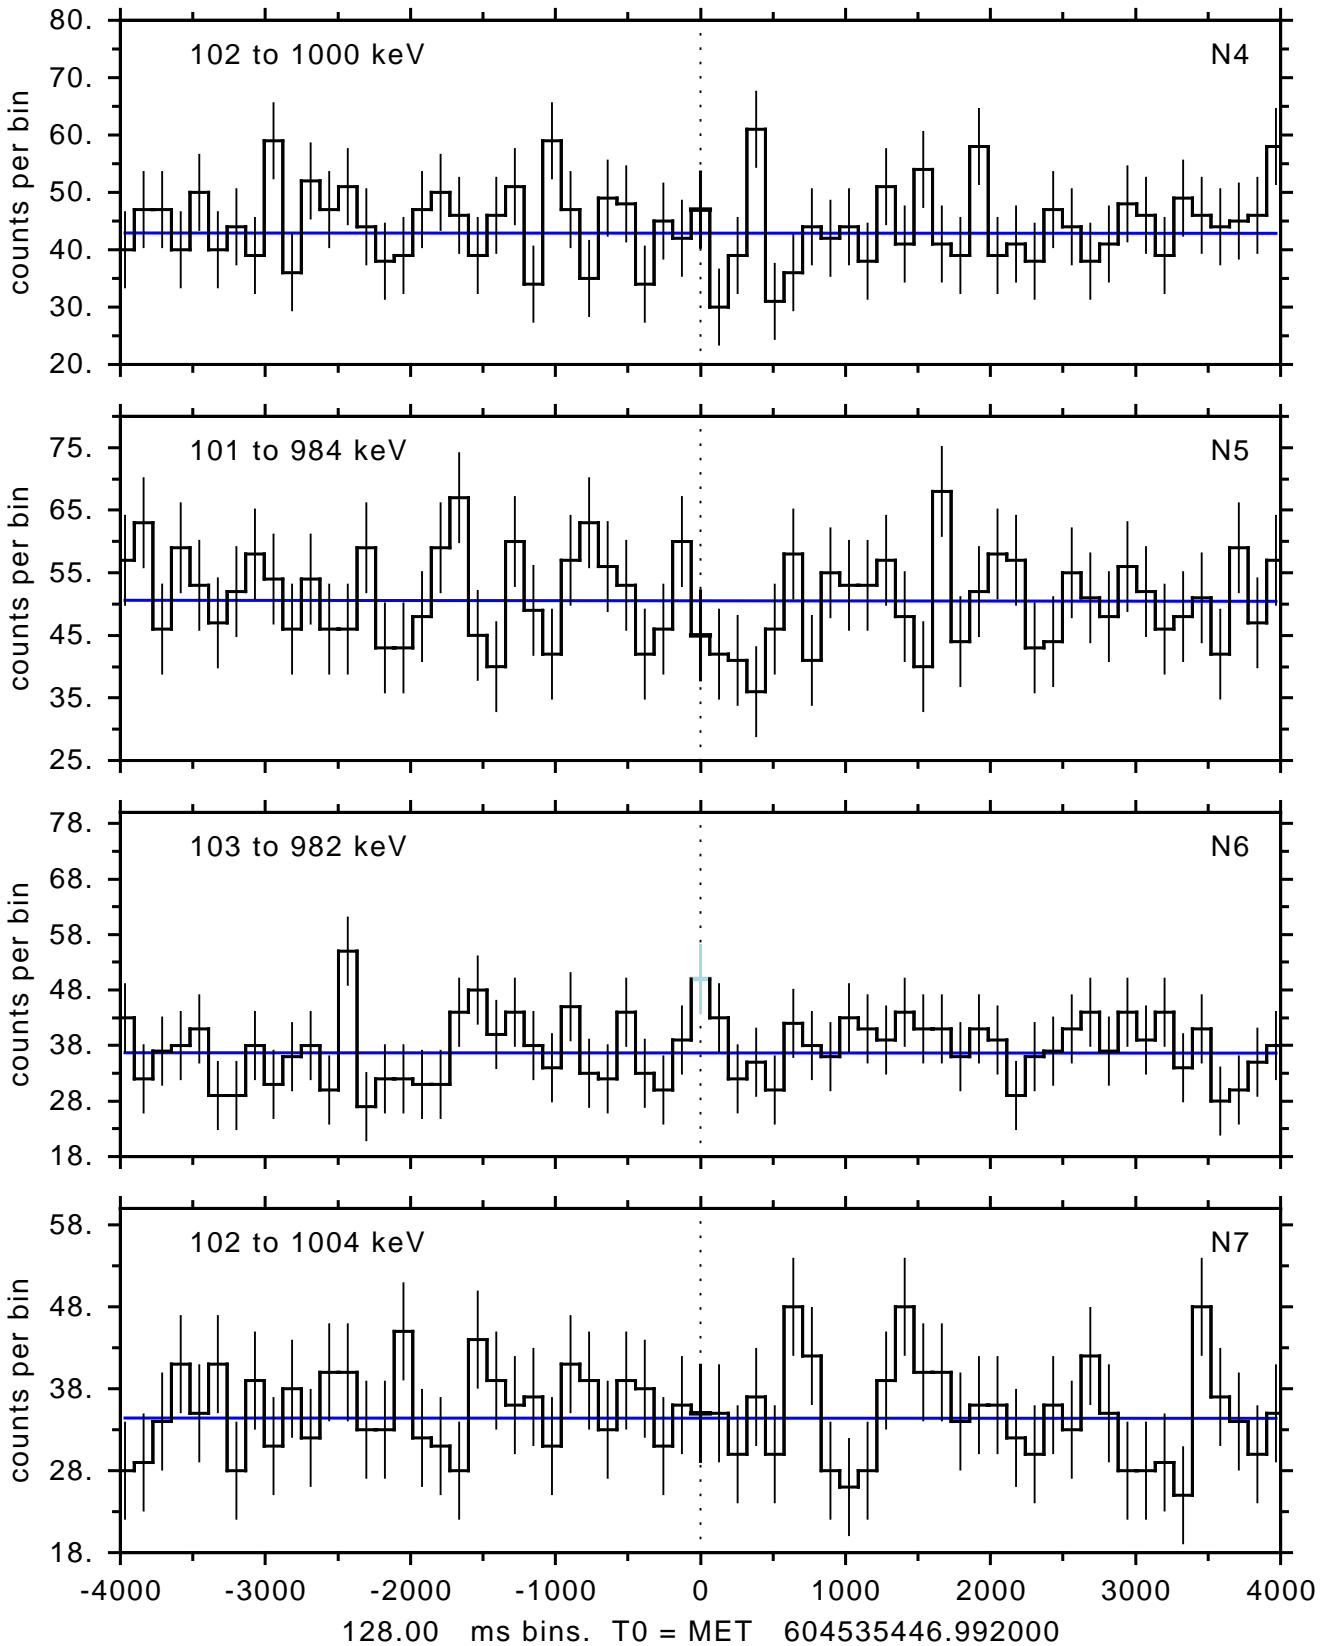 80.
102 to 1000 keV
N4
70.
60.
50.
40.
30.
20.
counts per bin
75.
101 to 984 keV
N5
65.
55.
45.
35.
25.
counts per bin
78.
103 to 982 keV
N6
68.
58.
48.
38.
28.
18.
counts per bin
58.
102 to 1004 keV
N7
48.
38.
28.
18.
counts per bin
-4000 -3000 -2000 -1000 0 1000 2000 3000 4000
128.00 ms bins. T0 = MET 604535446.992000